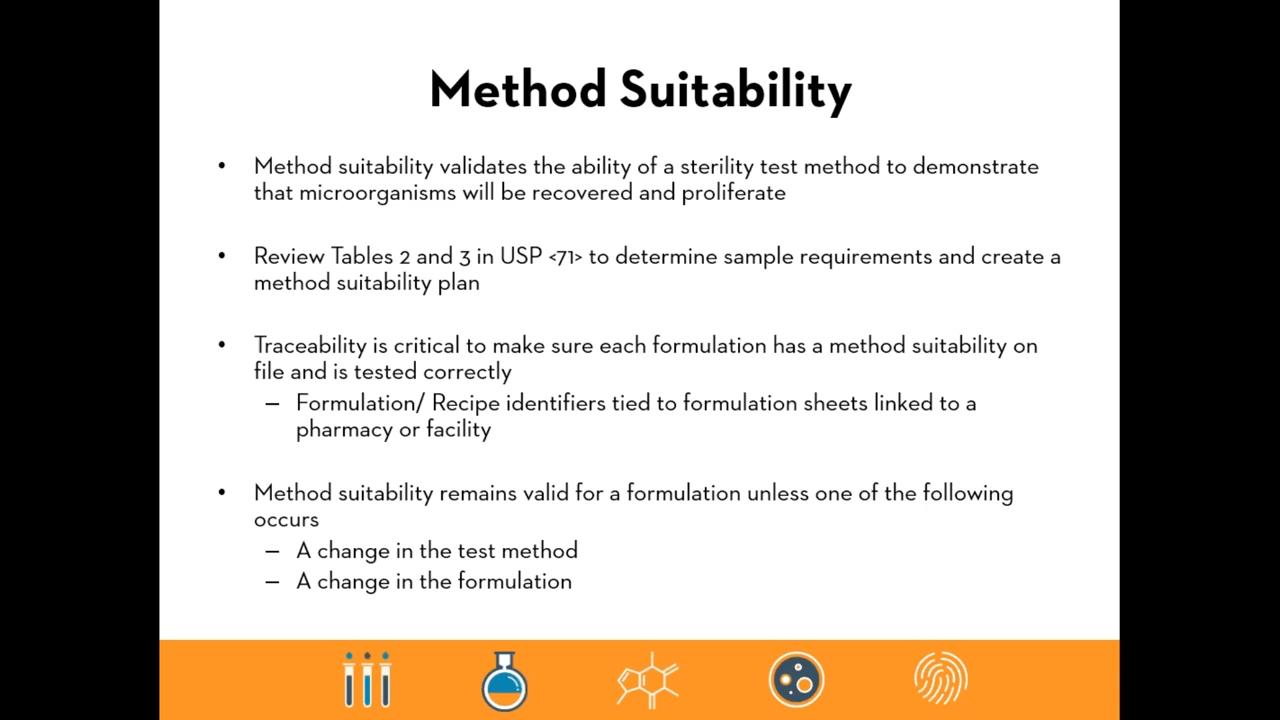 Method Suitability
• Method suitability validates the ability of a sterility test method to demonstrate
that microorganisms will be recovered and proliferate
• Review Tables 2 and 3 in USP <71> to determine sample requirements and create a
method suitability plan
• Traceability is critical to make sure each formulation has a method suitability on
file and is tested correctly
– Formulation/ Recipe identifiers tied to formulation sheets linked to a
pharmacy or facility
• Method suitability remains valid for a formulation unless one of the following
occurs
– A change in the test method
– A change in the formulation